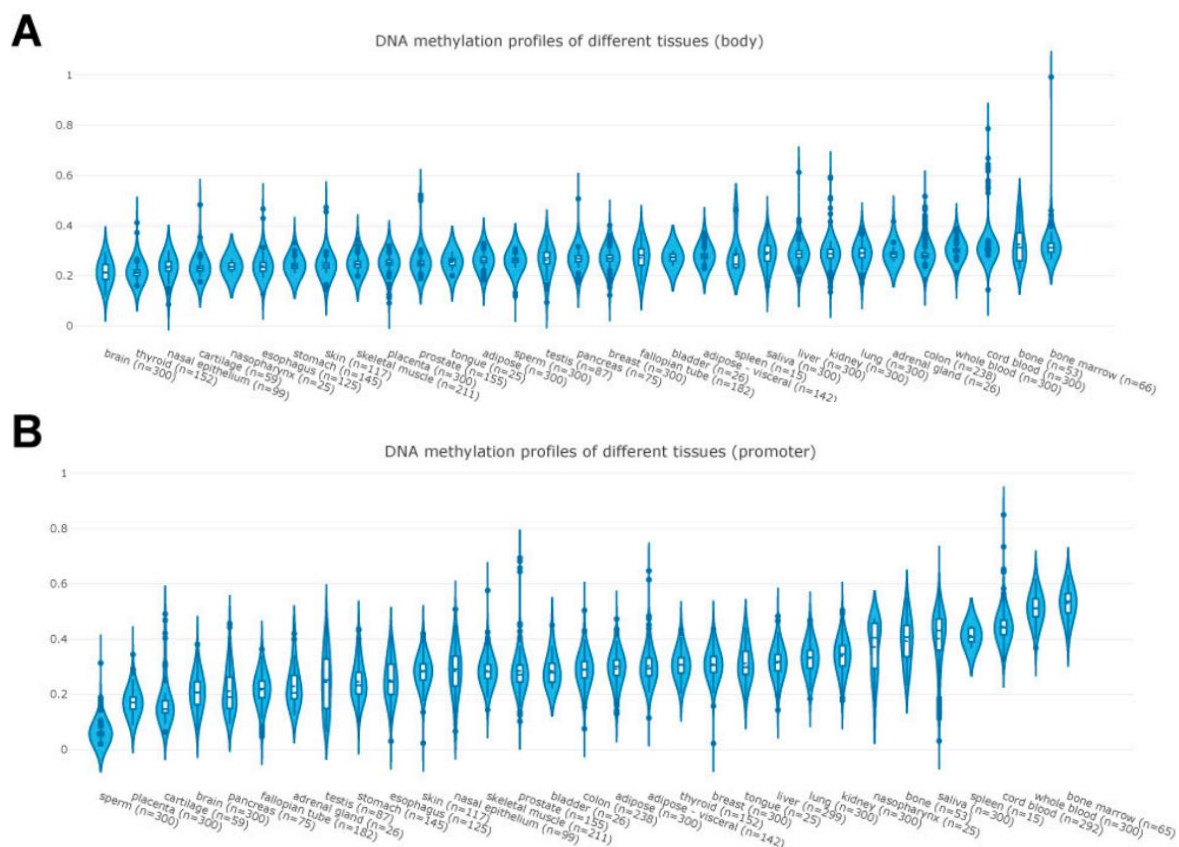 A
DNA methylation profiles of different tissues (body)
1
0.8
0.6
0.4
0.2
0
brain (n=300)
thyroid (n=152)
nasal epithelium (n=99)
cartilage (n=59)
nasopharynx (n=25)
esophagus (n=125)
stomach (n=145)
skin (n=117)
skeletal muscle (n=211)
placenta (n=300)
prostate (n=155)
tongue (n=25)
adipose (n=300)
sperm (n=300)
testis (n=87)
pancreas (n=75)
breast (n=300)
fallopian tube (n=182)
bladder (n=26)
adipose - visceral (n=142)
spleen (n=15)
saliva (n=300)
liver (n=300)
kidney (n=300)
lung (n=300)
adrenal gland (n=26)
colon (n=238)
whole blood (n=300)
cord blood (n=300)
bone (n=53)
bone marrow (n=66)
B
DNA methylation profiles of different tissues (promoter)
1
0.8
0.6
0.4
0.2
0
sperm (n=300)
placenta (n=300)
cartilage (n=300)
brain (n=59)
pancreas (n=75)
fallopian tube (n=182)
adrenal gland (n=26)
testis (n=87)
stomach (n=145)
esophagus (n=125)
skin (n=117)
nasal epithelium (n=99)
skeletal muscle (n=211)
prostate (n=155)
bladder (n=26)
colon (n=238)
adipose (n=300)
adipose - visceral (n=142)
thyroid (n=152)
breast (n=300)
tongue (n=25)
liver (n=299)
lung (n=300)
kidney (n=300)
nasopharynx (n=25)
bone (n=53)
saliva (n=300)
spleen (n=15)
cord blood (n=292)
whole blood (n=300)
bone marrow (n=65)